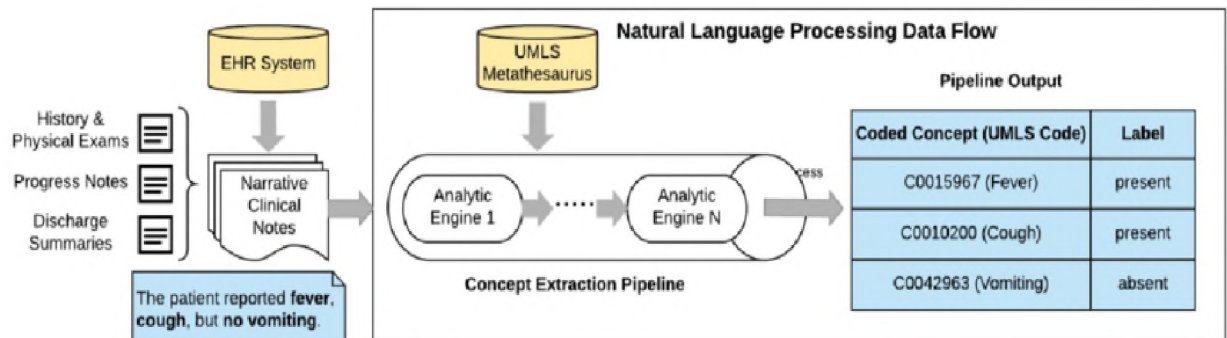 Natural Language Processing Data Flow
EHR System
UMLS
Metathesaurus
Pipeline Output
History &
Physical Exams
Progress Notes
Discharge
Summaries
Narrative
Clinical
Notes
Analytic
Engine 1
.....
Analytic
Engine N
cess
Concept Extraction Pipeline
The patient reported fever,
cough, but no vomiting.
Coded Concept (UMLS Code) Label
C0015967 (Fever) present
C0010200 (Cough) present
C0042963 (Vomiting) absent